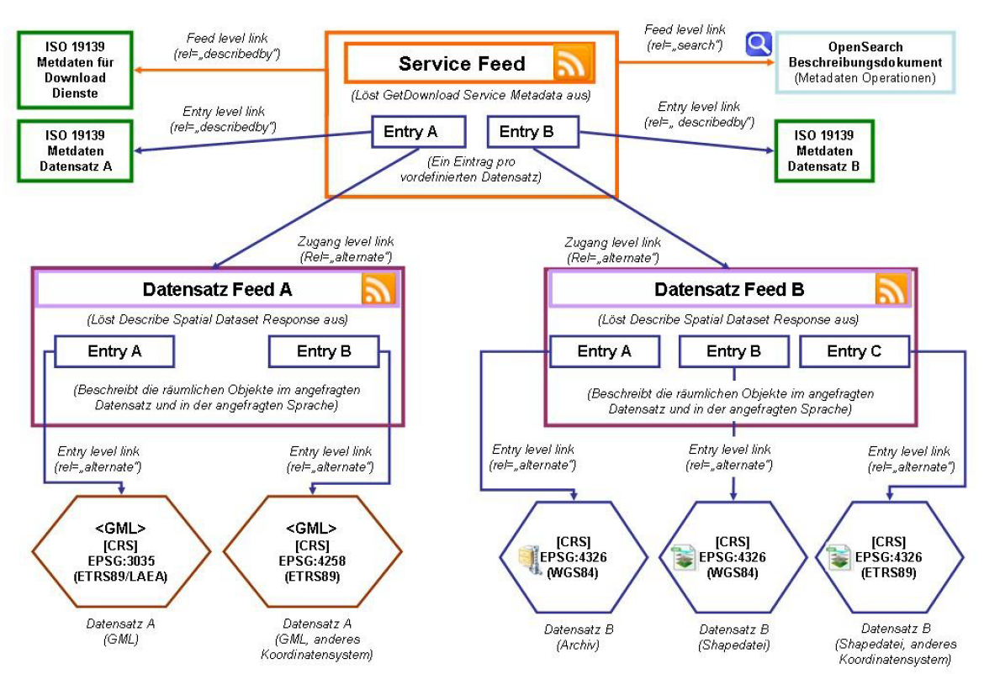 Feed level link
(rel=„describedby“)
Feed level link
(rel=„search“)
ISO 19139
Metdaten für
Download
Dienste
Service Feed
(Löst GetDownload Service Metadata aus)
OpenSearch
Beschreibungsdokument
(Metadaten Operationen)
Entry level link
(rel=„describedby“)
Entry level link
(rel=„ describedby“)
ISO 19139
Metdaten
Datensatz A
Entry A
Entry B
(Ein Eintrag pro
vordefinierten Datensatz)
ISO 19139
Metdaten
Datensatz B
Zugang level link
(Rel=„alternate“)
Zugang level link
(Rel=„alternate“)
Datensatz Feed A
(Löst Describe Spatial Dataset Response aus)
Entry A
Entry B
(Beschreibt die räumlichen Objekte im angefragten
Datensatz und in der angefragten Sprache)
Datensatz Feed B
(Löst Describe Spatial Dataset Response aus)
Entry A
Entry B
Entry C
(Beschreibt die räumlichen Objekte im angefragten
Datensatz und in der angefragten Sprache)
Entry level link
(rel=„alternate“)
Entry level link
(rel=„alternate“)
Entry level link
(rel=„alternate“)
Entry level link
(rel=„alternate“)
Entry level link
(rel=„alternate“)
<GML>
[CRS]
EPSG:3035
(ETRS89/LAEA)
<GML>
[CRS]
EPSG:4258
(ETRS89)
[CRS]
EPSG:4326
(WGS84)
[CRS]
EPSG:4326
(WGS84)
[CRS]
EPSG:4326
(ETRS89)
Datensatz A
(GML)
Datensatz A
(GML, anderes
Koordinatensystem)
Datensatz B
(Archiv)
Datensatz B
(Shapedatei)
Datensatz B
(Shapedatei, anderes
Koordinatensystem)